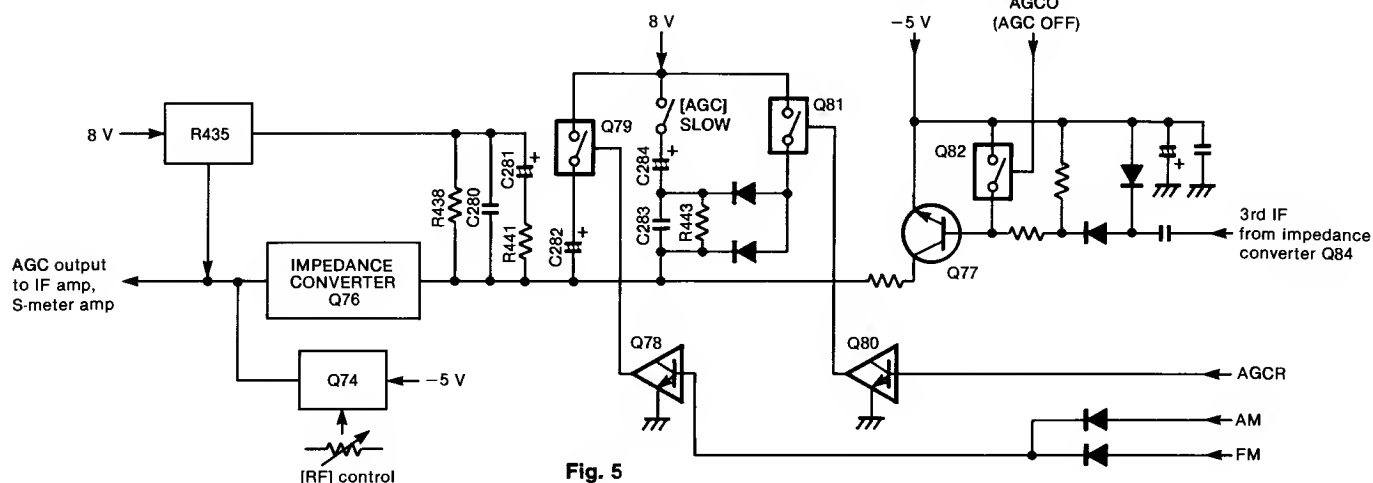 AGCO
(AGC OFF)
8 V
−5 V
Q81
[AGC]
SLOW
Q79
8 V
R435
Q82
C284
C281
R438
C280
R441
C282
C283
R443
3rd IF
from impedance
converter Q84
Q77
AGC output
to IF amp,
S-meter amp
IMPEDANCE
CONVERTER
Q76
Q78
Q80
Q74
−5 V
AGCR
AM
FM
[RF] control
Fig. 5